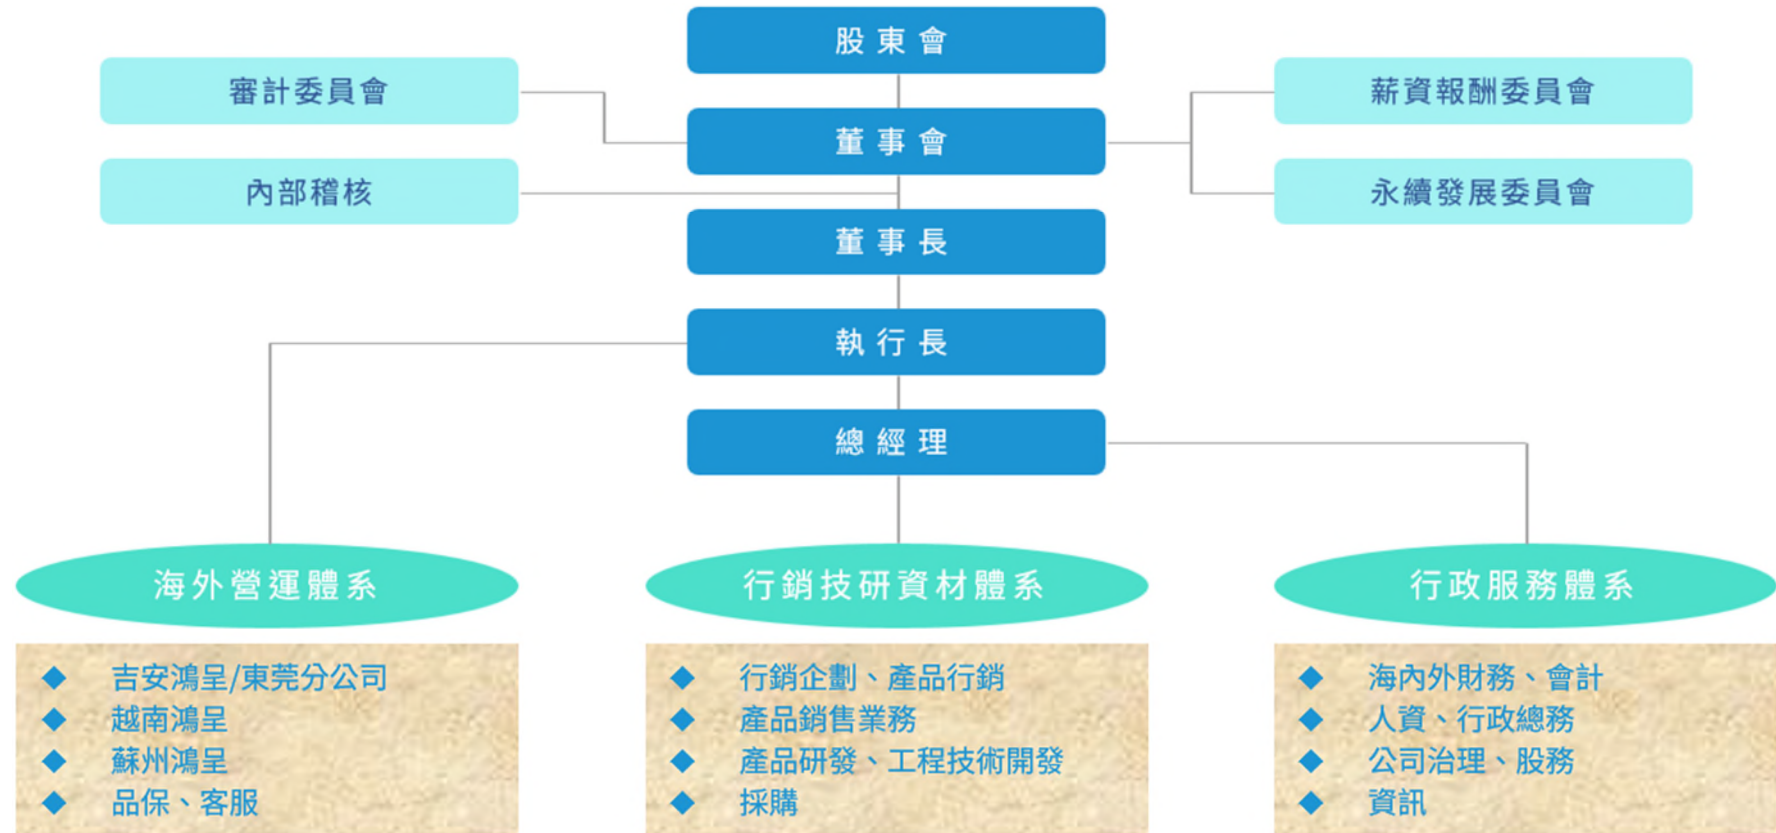 股東會
審計委員會
薪資報酬委員會
董事會
內部稽核
永續發展委員會
董事長
執行長
總經理
海外營運體系
行銷技研資材體系
行政服務體系
吉安鴻呈/東莞分公司
越南鴻呈
蘇州鴻呈
品保、客服
行銷企劃、產品行銷
產品銷售業務
產品研發、工程技術開發
採購
海內外財務、會計
人資、行政總務
公司治理、股務
資訊